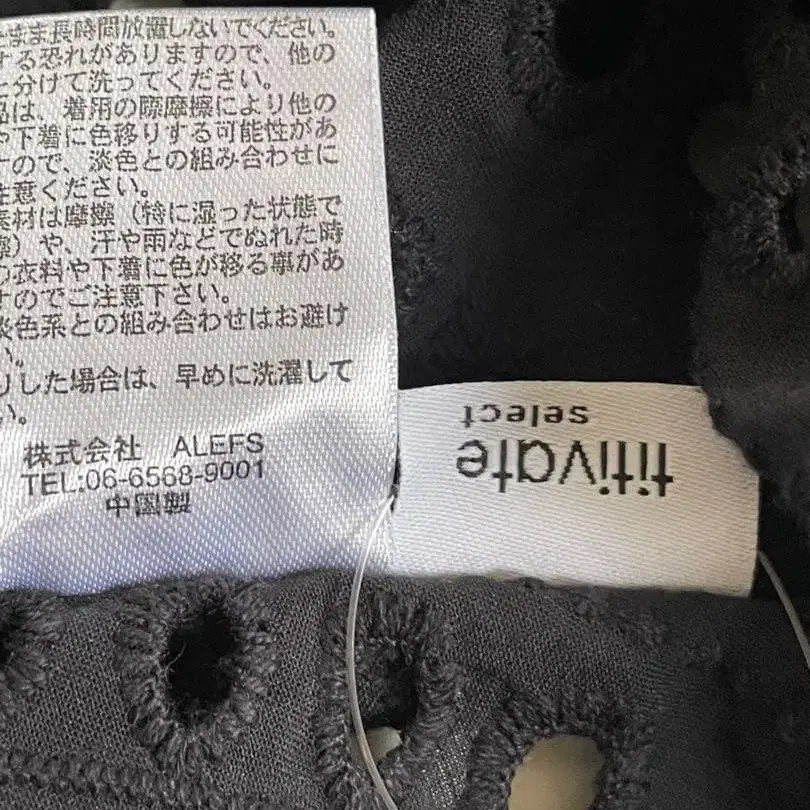 まま長時間放置しないでください。
する恐れがありますので、他の
と分けて洗ってください。
品は、着用の際摩擦により他の
や下着に色移りする可能性があ
すので、淡色との組み合わせに
注意ください。
素材は摩擦（特に湿った状態で
擦）や、汗や雨などでぬれた時
の衣料や下着に色が移る事があ
すのでご注意下さい。
淡色系との組み合わせはお避け
い。
りした場合は、早めに洗濯して
い。
株式会社 ALEFS
TEL:06-6568-9001
中国製
titivate
select